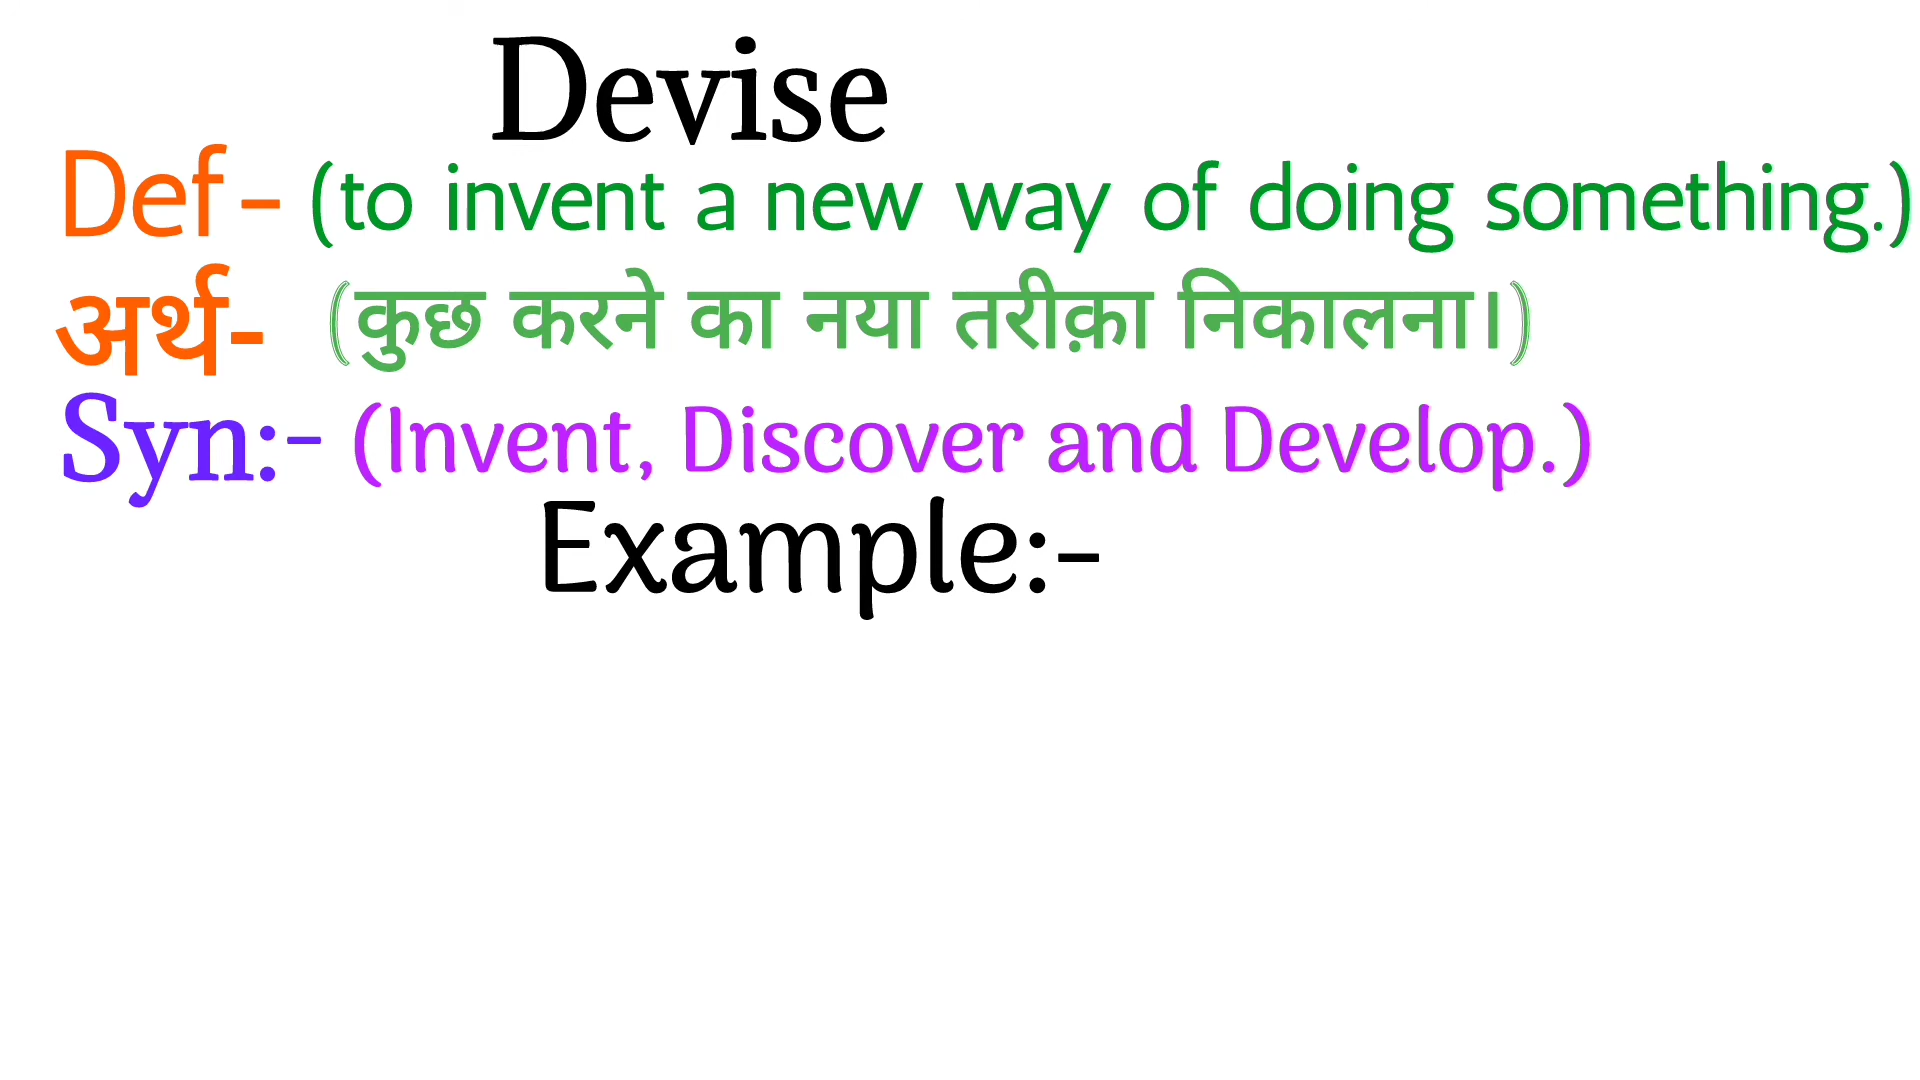 Devise
Def - (to invent a new way of doing something.)
अर्थ- (कुछ करने का नया तरीक़ा निकालना।)
Syn:- (Invent, Discover and Develop.)
Example:-